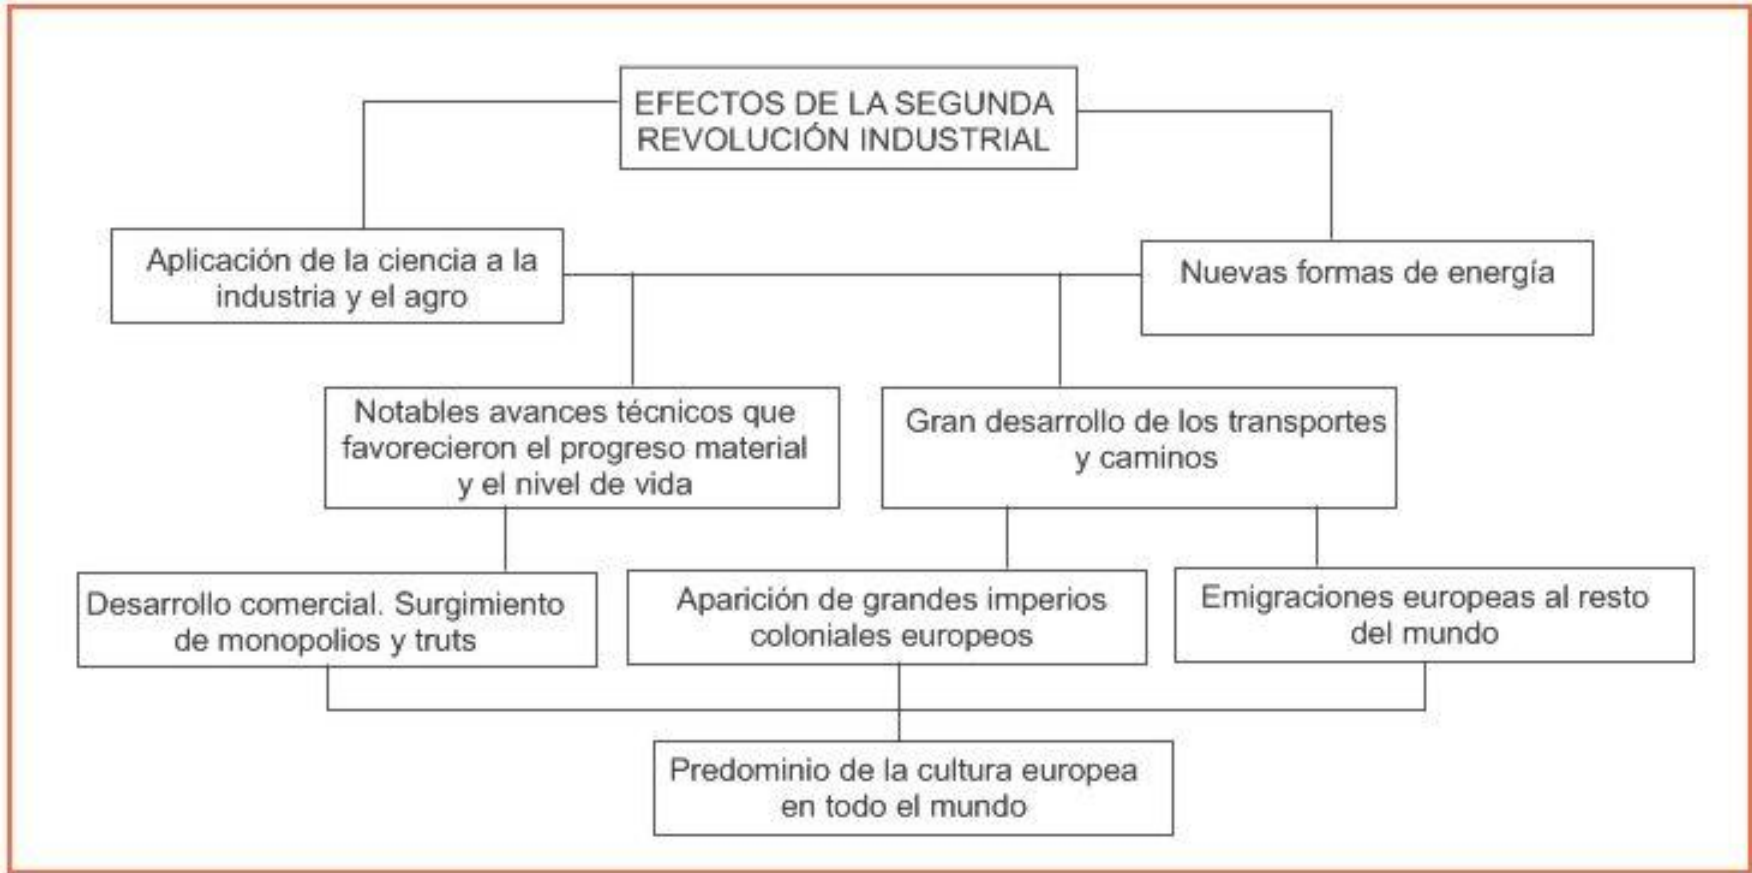 EFECTOS DE LA SEGUNDA
REVOLUCIÓN INDUSTRIAL
Aplicación de la ciencia a la
industria y el agro
Nuevas formas de energía
Notables avances técnicos que
favorecieron el progreso material
y el nivel de vida
Gran desarrollo de los transportes
y caminos
Desarrollo comercial. Surgimiento
de monopolios y truts
Aparición de grandes imperios
coloniales europeos
Emigraciones europeas al resto
del mundo
Predominio de la cultura europea
en todo el mundo